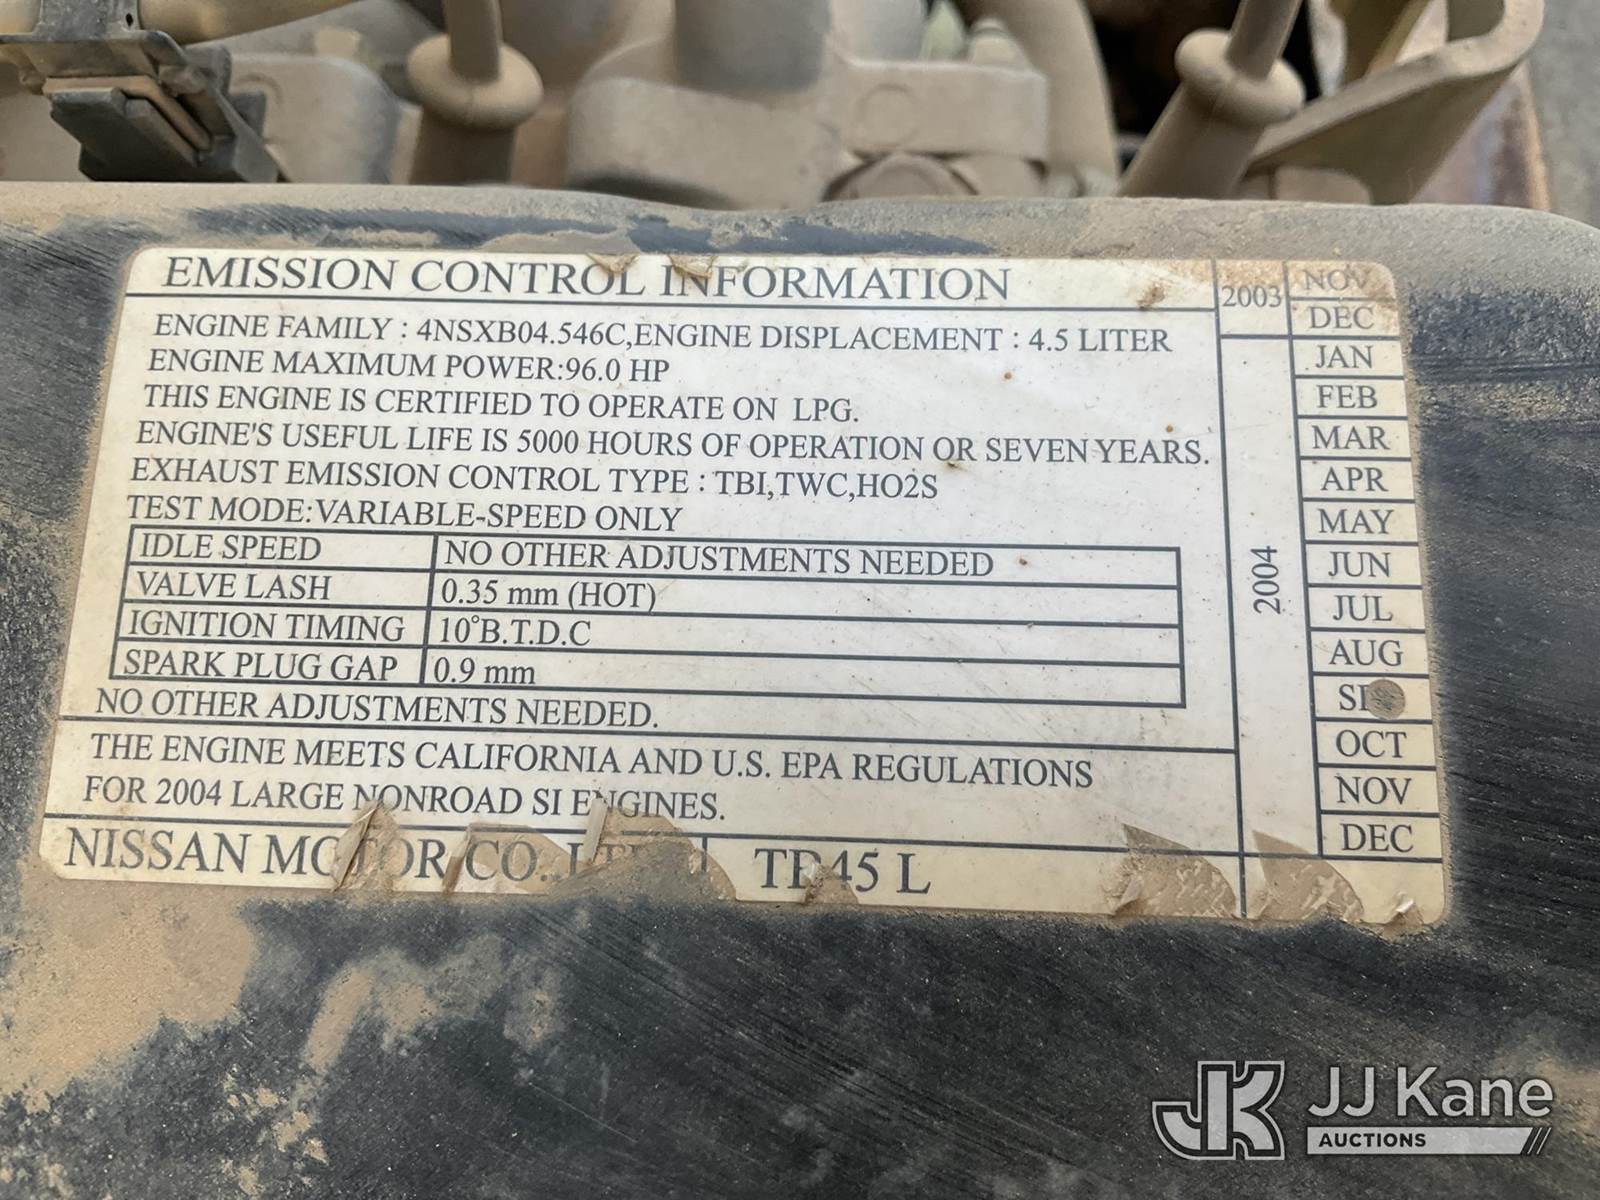 EMISSION CONTROL INFORMATION
ENGINE FAMILY : 4NSXB04.546C,ENGINE DISPLACEMENT : 4.5 LITER
ENGINE MAXIMUM POWER:96.0 HP
THIS ENGINE IS CERTIFIED TO OPERATE ON LPG.
ENGINE'S USEFUL LIFE IS 5000 HOURS OF OPERATION OR SEVEN YEARS.
EXHAUST EMISSION CONTROL TYPE : TBI,TWC,HO2S
TEST MODE:VARIABLE-SPEED ONLY
IDLE SPEED NO OTHER ADJUSTMENTS NEEDED
VALVE LASH 0.35 mm (HOT)
IGNITION TIMING 10°B.T.D.C
SPARK PLUG GAP 0.9 mm
NO OTHER ADJUSTMENTS NEEDED.
THE ENGINE MEETS CALIFORNIA AND U.S. EPA REGULATIONS
FOR 2004 LARGE NONROAD SI ENGINES.
NISSAN MOTOR CO.
2003
NOV
DEC
2004
JAN
FEB
MAR
APR
MAY
JUN
JUL
AUG
OCT
NOV
DEC
JJ Kane
AUCTIONS